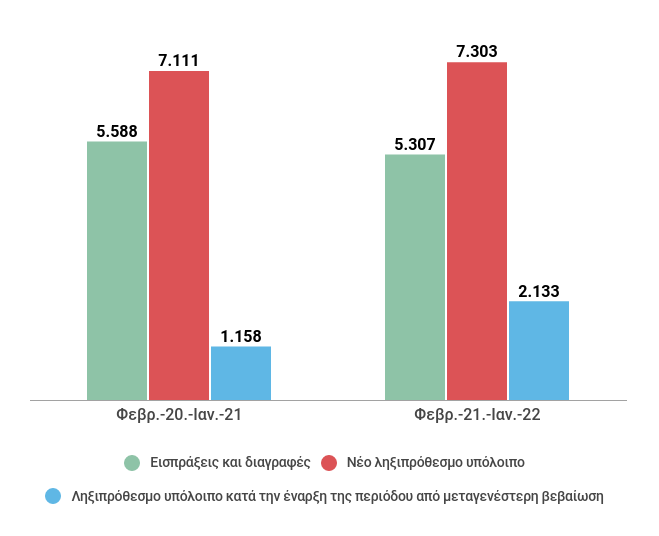 7.111
7.303
5.588
5.307
1.158
2.133
Φεβρ.-20.-Ιαν.-21
Φεβρ.-21.-Ιαν.-22
Εισπράξεις και διαγραφές
Νέο ληξιπρόθεσμο υπόλοιπο
Ληξιπρόθεσμο υπόλοιπο κατά την έναρξη της περιόδου από μεταγενέστερη βεβαίωση